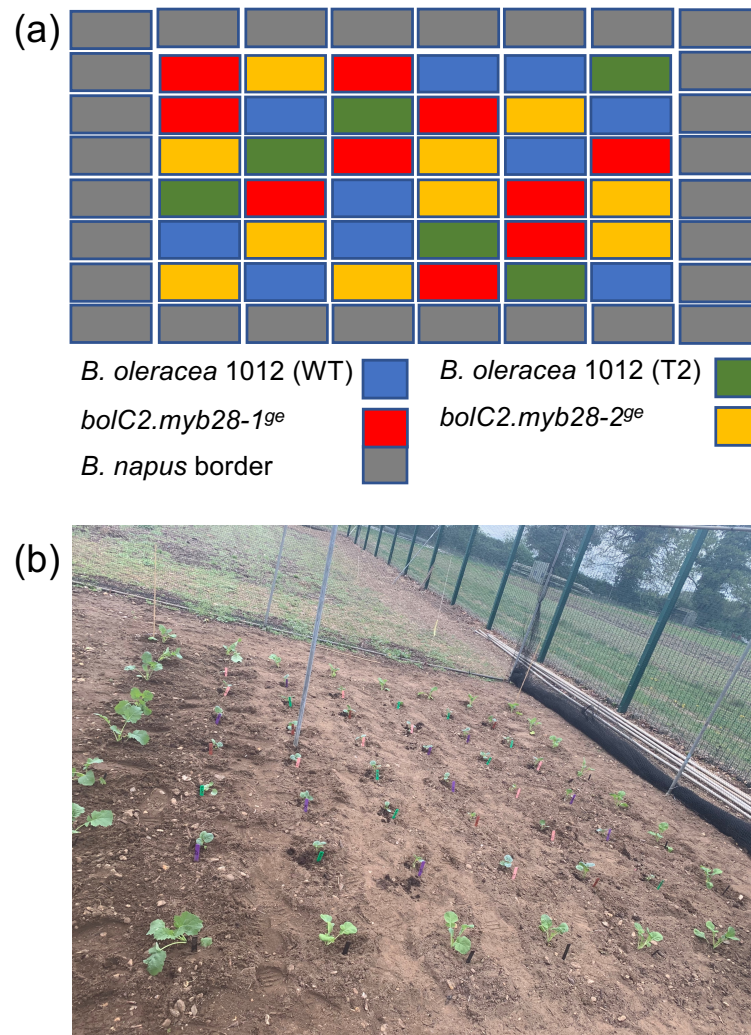 (a)
B. oleracea 1012 (WT)
B. oleracea 1012 (T2)
bolC2.myb28-1ge
bolC2.myb28-2ge
B. napus border
(b)